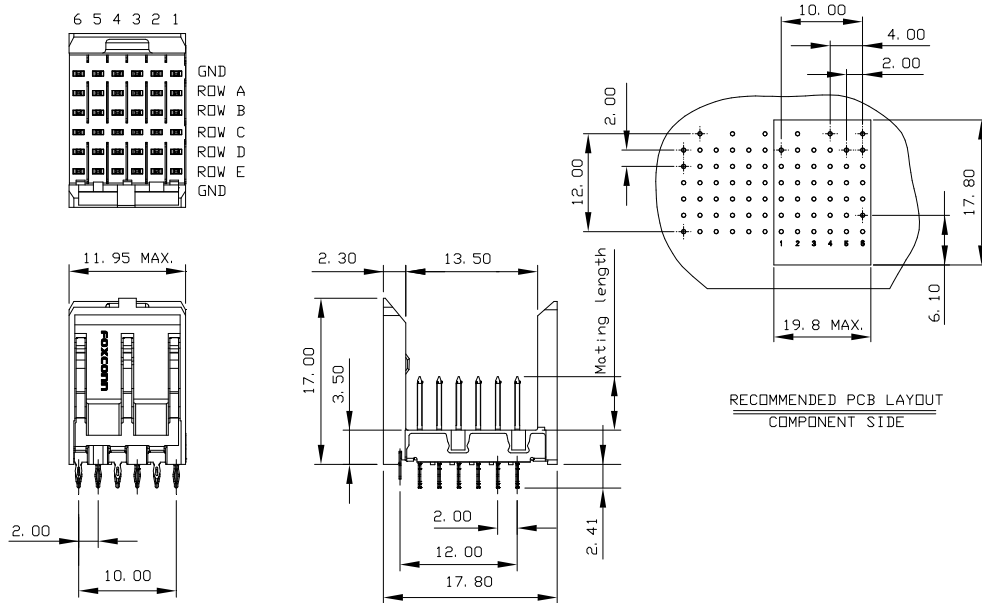 6 5 4 3 2 1
GND
ROW A
ROW B
ROW C
ROW D
ROW E
GND
10.00
4.00
2.00
2.00
12.00
17.80
1 2 3 4 5 6
6.10
19.8 MAX.
RECOMMENDED PCB LAYOUT
COMPONENT SIDE
11.95 MAX.
FOXCONN
2.00
10.00
2.30
13.50
Mating length
17.00
3.50
2.00
2.41
12.00
17.80